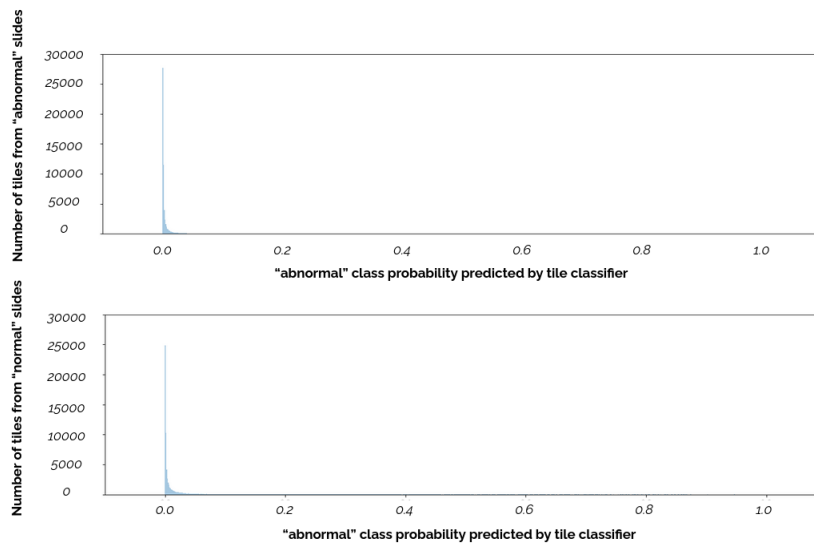 Number of tiles from “abnormal” slides
30000
25000
20000
15000
10000
5000
0
0.0 0.2 0.4 0.6 0.8 1.0
“abnormal” class probability predicted by tile classifier
Number of tiles from “normal” slides
30000
25000
20000
15000
10000
5000
0
0.0 0.2 0.4 0.6 0.8 1.0
“abnormal” class probability predicted by tile classifier